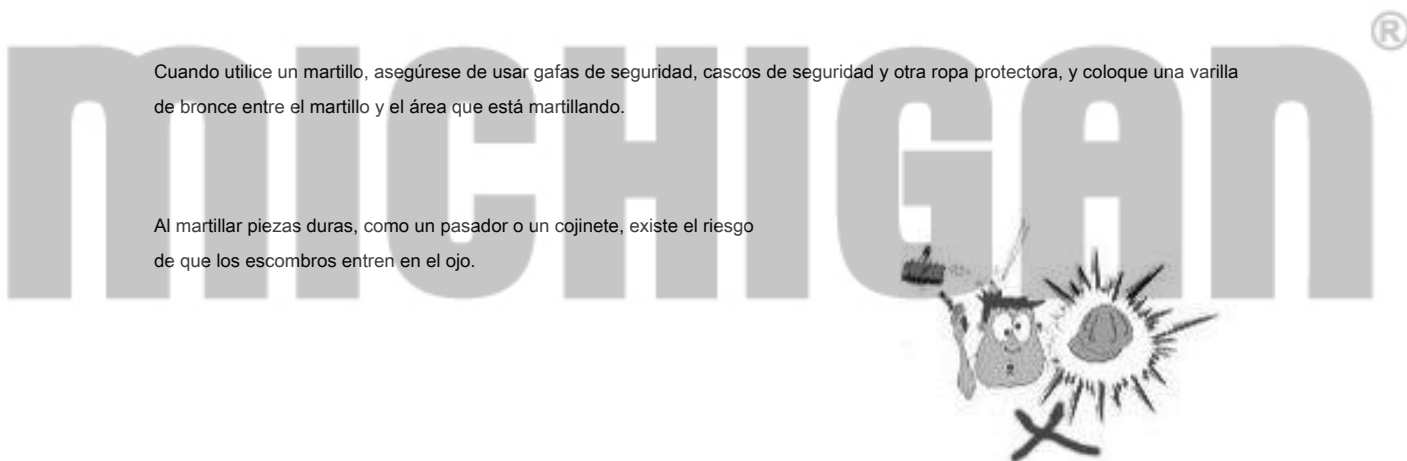 MICHIGAN®
Cuando utilice un martillo, asegúrese de usar gafas de seguridad, cascos de seguridad y otra ropa protectora, y coloque una varilla
de bronce entre el martillo y el área que está martillando.
Al martillar piezas duras, como un pasador o un cojinete, existe el riesgo
de que los escombros entren en el ojo.